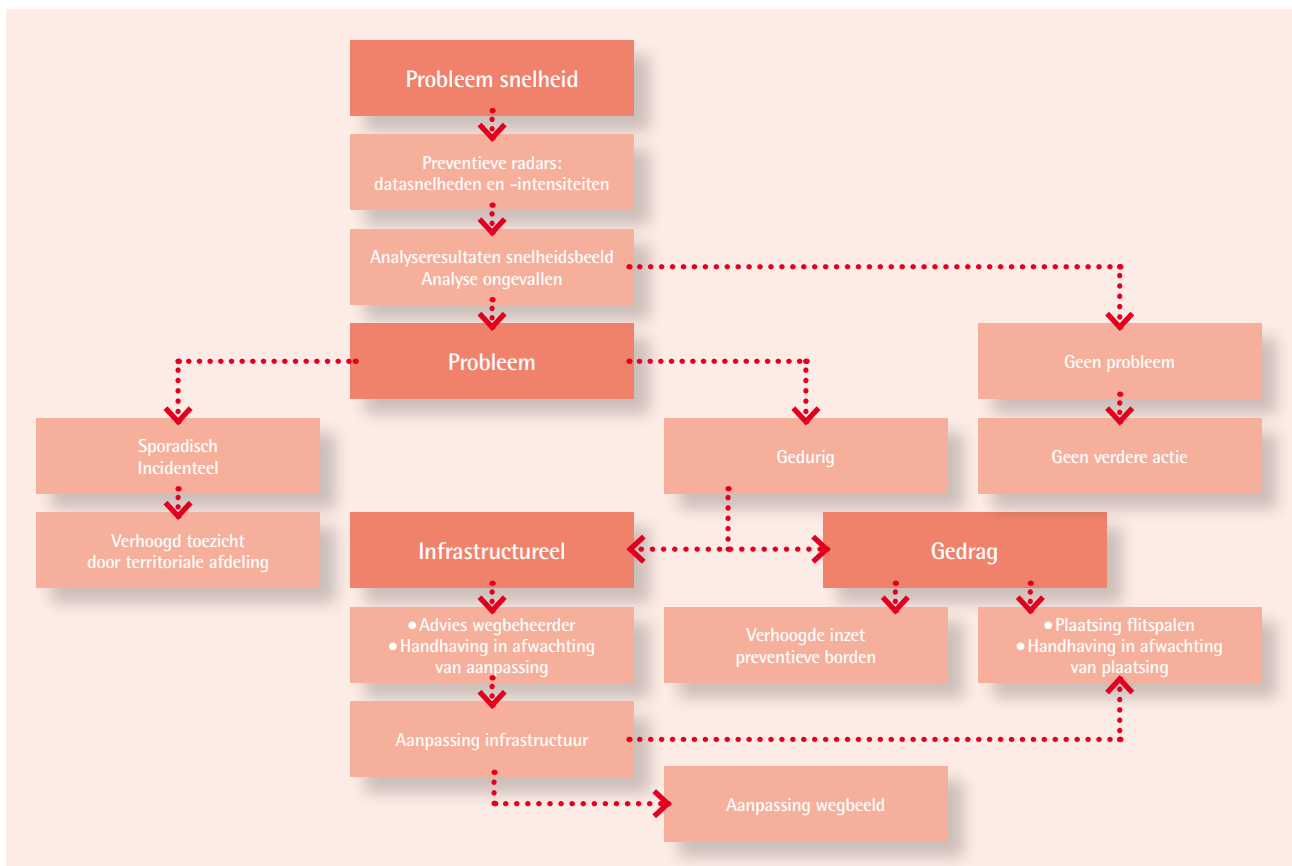 Probleem snelheid
Preventieve radars:
datasnelheden en -intensiteiten
Analyseresultaten snelheidsbeeld
Analyse ongevallen
Probleem
Geen probleem
Sporadisch
Incidenteel
Gedurig
Geen verdere actie
Verhoogd toezicht
door territoriale afdeling
Infrastructureel
Gedrag
• Advies wegbeheerder
• Handhaving in afwachting
van aanpassing
Verhoogde inzet
preventieve borden
• Plaatsing flitspalen
• Handhaving in afwachting
van plaatsing
Aanpassing infrastructuur
Aanpassing wegbeeld